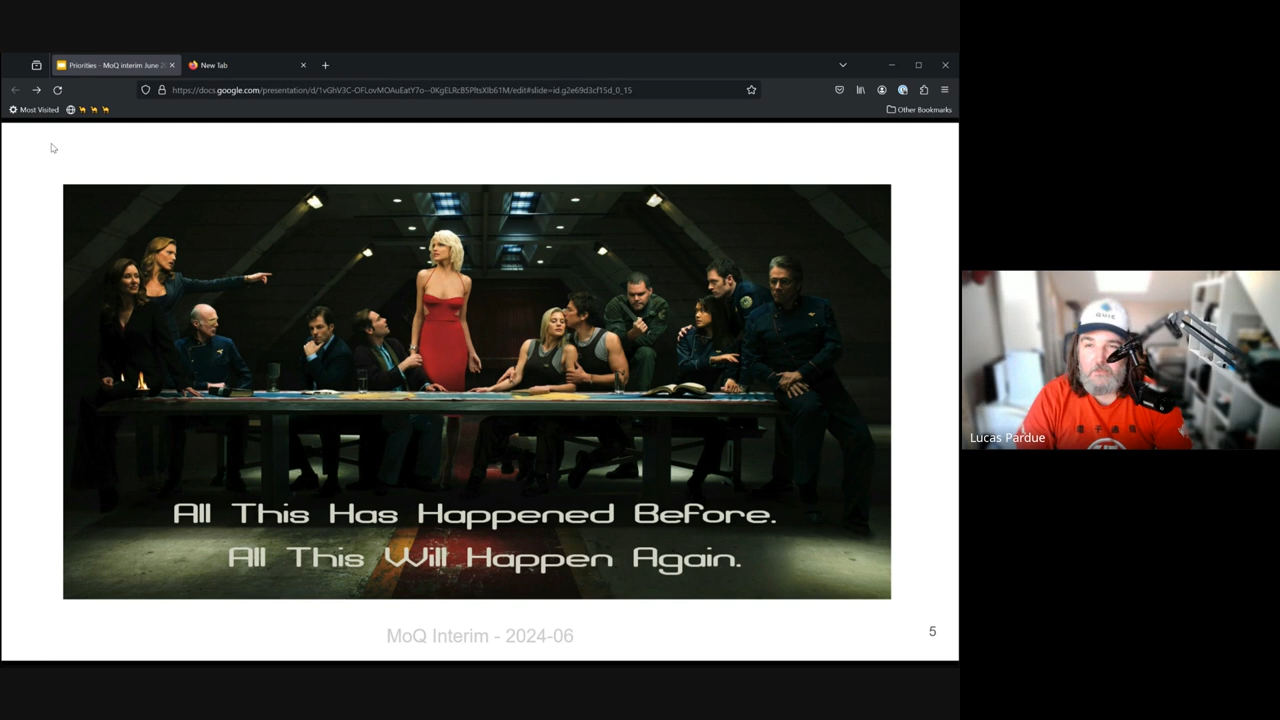 Priorities - MoQ interim June 2
New Tab
https://docs.google.com/presentation/d/1vGhV3C-OFLovMOAuEatY7o--0KgELRcB5PltsXlb61M/edit#slide=id.g2e69d3cf15d_0_15
Most Visited
Other Bookmarks
QUIC
Lucas Pardue
All This Has Happened Before.
All This Will Happen Again.
MoQ Interim - 2024-06
5